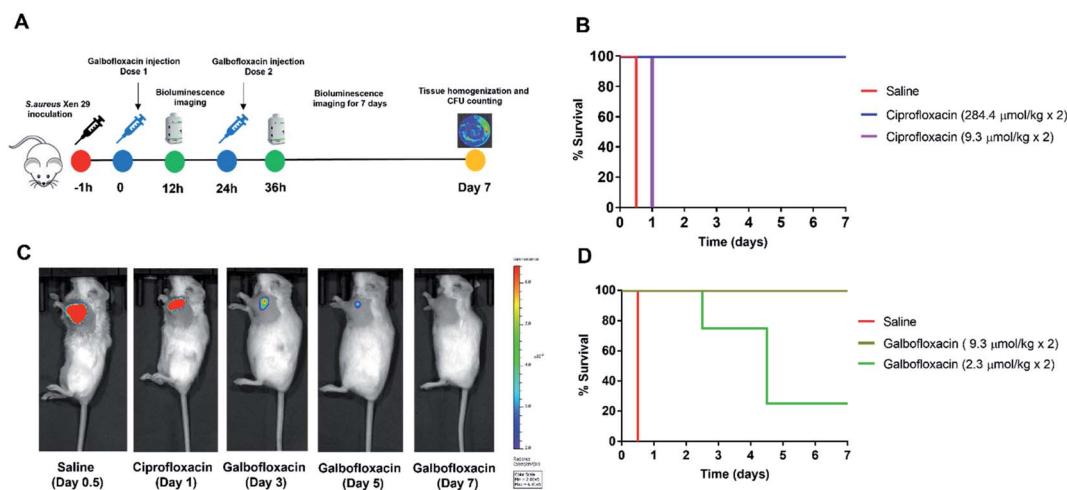 A
Galbofloxacin injection
Dose 1
Galbofloxacin injection
Dose 2
S.aureus Xen 29
inoculation
Bioluminescence
imaging
Bioluminescence
imaging for 7 days
Tissue homogenization and
CFU counting
-1h
0
12h
24h
36h
Day 7
B
% Survival
100
80
60
40
20
0
0 1 2 3 4 5 6 7
Time (days)
Saline
Ciprofloxacin (284.4 μmol/kg x 2)
Ciprofloxacin (9.3 μmol/kg x 2)
C
Saline
(Day 0.5)
Ciprofloxacin
(Day 1)
Galbofloxacin
(Day 3)
Galbofloxacin
(Day 5)
Galbofloxacin
(Day 7)
D
% Survival
100
80
60
40
20
0
0 1 2 3 4 5 6 7
Time (days)
Saline
Galbofloxacin ( 9.3 μmol/kg x 2)
Galbofloxacin (2.3 μmol/kg x 2)